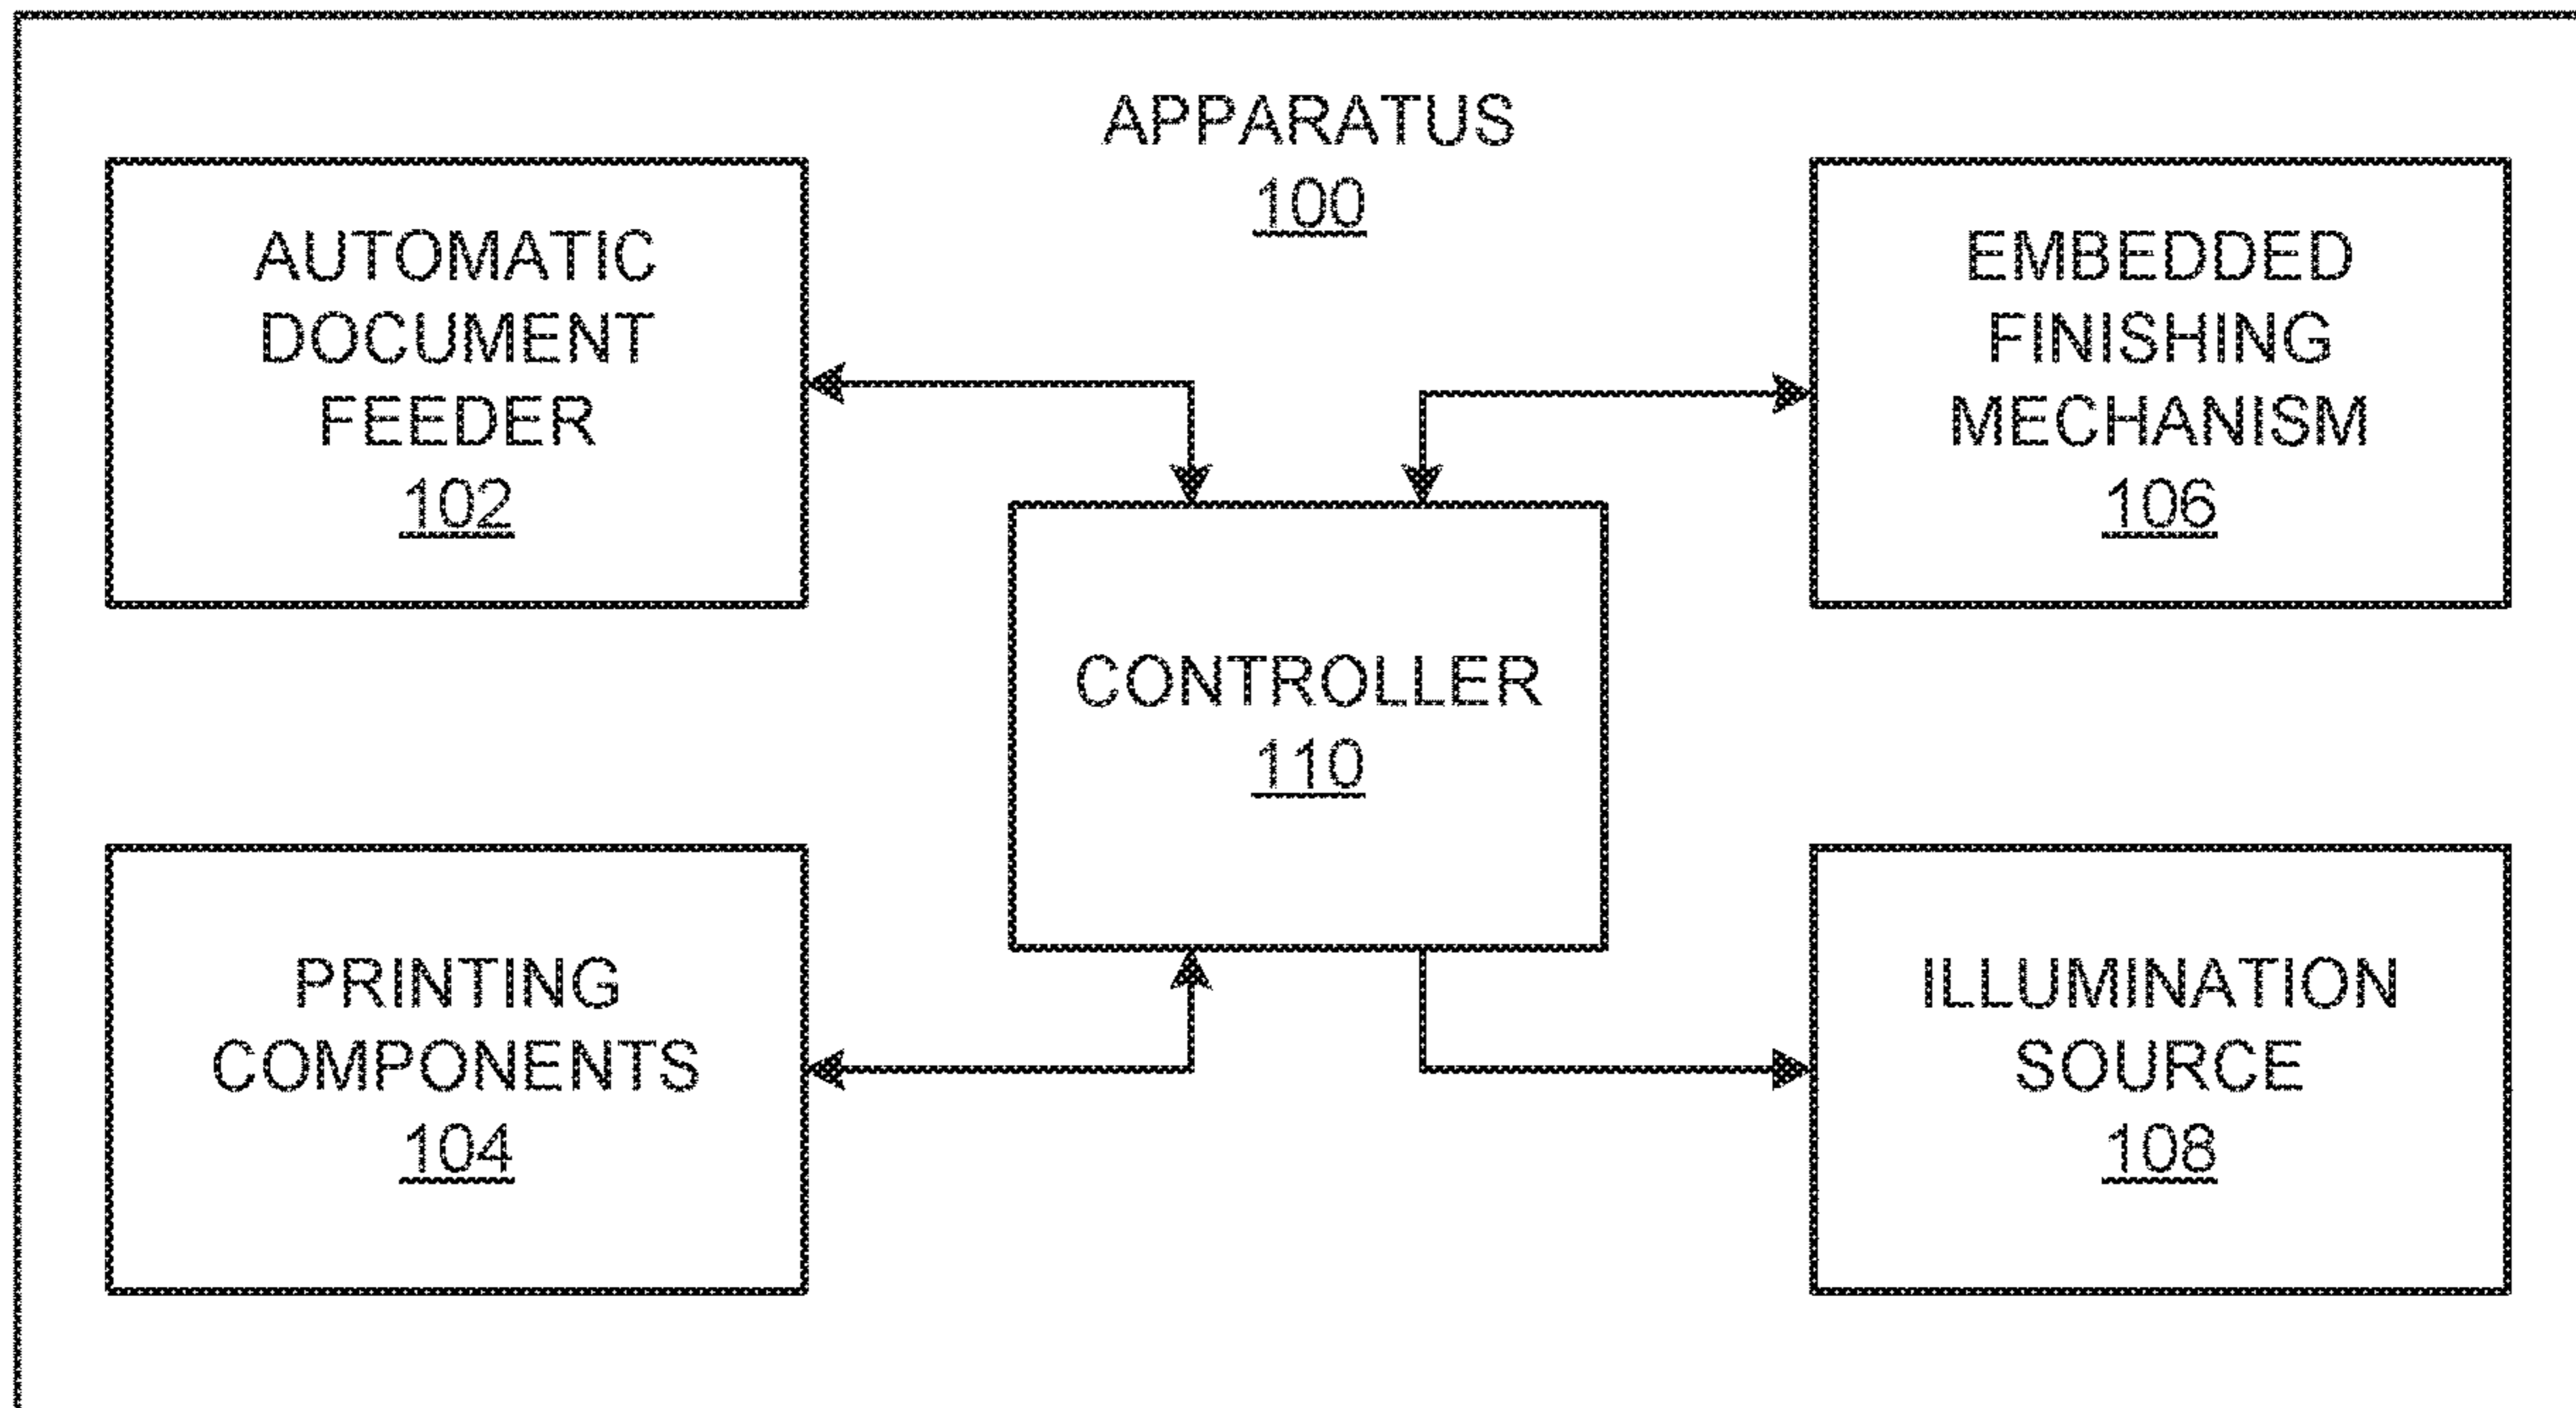 APPARATUS
100
AUTOMATIC
DOCUMENT
FEEDER
102
EMBEDDED
FINISHING
MECHANISM
106
CONTROLLER
110
PRINTING
COMPONENTS
104
ILLUMINATION
SOURCE
108